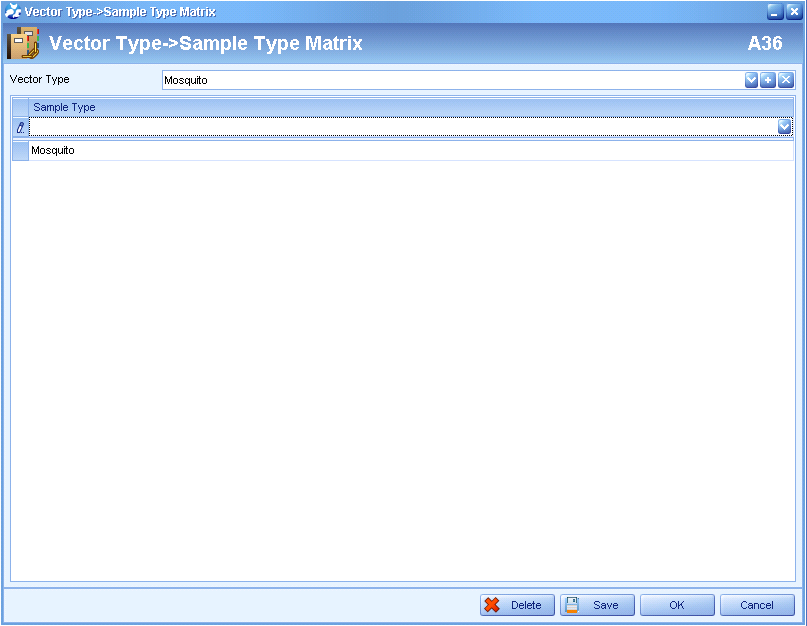 Vector Type->Sample Type Matrix
Vector Type->Sample Type Matrix A36
Vector Type Mosquito
Sample Type
Mosquito
Delete Save OK Cancel